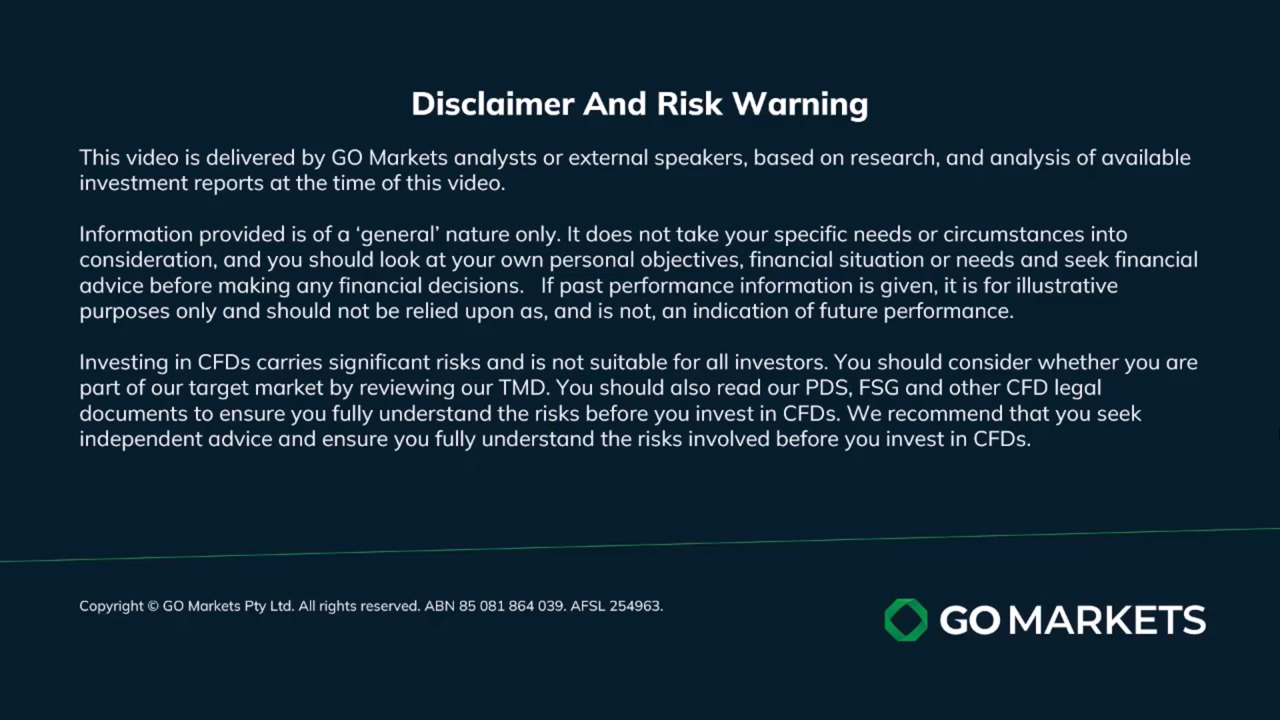 Disclaimer And Risk Warning
This video is delivered by GO Markets analysts or external speakers, based on research, and analysis of available
investment reports at the time of this video.
Information provided is of a ‘general’ nature only. It does not take your specific needs or circumstances into
consideration, and you should look at your own personal objectives, financial situation or needs and seek financial
advice before making any financial decisions.   If past performance information is given, it is for illustrative
purposes only and should not be relied upon as, and is not, an indication of future performance.
Investing in CFDs carries significant risks and is not suitable for all investors. You should consider whether you are
part of our target market by reviewing our TMD. You should also read our PDS, FSG and other CFD legal
documents to ensure you fully understand the risks before you invest in CFDs. We recommend that you seek
independent advice and ensure you fully understand the risks involved before you invest in CFDs.
Copyright © GO Markets Pty Ltd. All rights reserved. ABN 85 081 864 039. AFSL 254963.
GO MARKETS